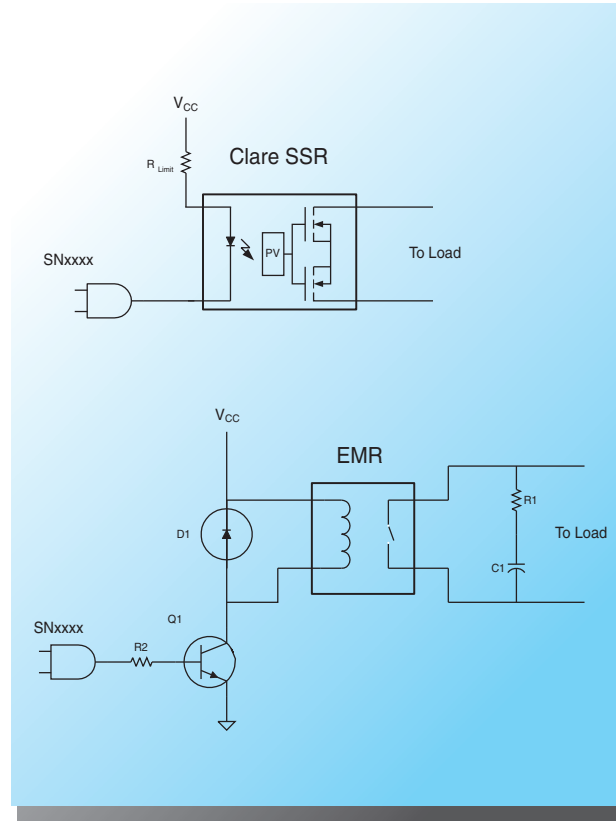 VCC
Clare SSR
R Limit
SNxxxx
PV
To Load
VCC
EMR
D1
R1
To Load
C1
Q1
SNxxxx
R2